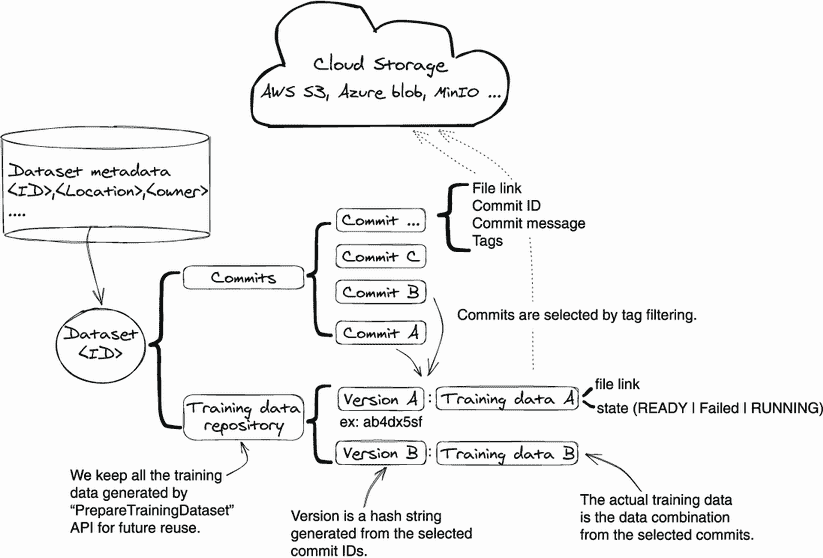 Cloud Storage
AWS S3, Azure blob, MinIO ...
Dataset metadata
<ID>,<Location>,<owner>
....
File link
Commit ID
Commit message
Tags
Commit ...
Commit C
Commit B
Commit A
Commits
Commits are selected by tag filtering.
Dataset
<ID>
Training data
repository
Version A : Training data A
ex: ab4dx5sf
file link
state (READY | Failed | RUNNING)
Version B : Training data B
We keep all the training
data generated by
“PrepareTrainingDataset”
API for future reuse.
Version is a hash string
generated from the selected
commit IDs.
The actual training data
is the data combination
from the selected commits.